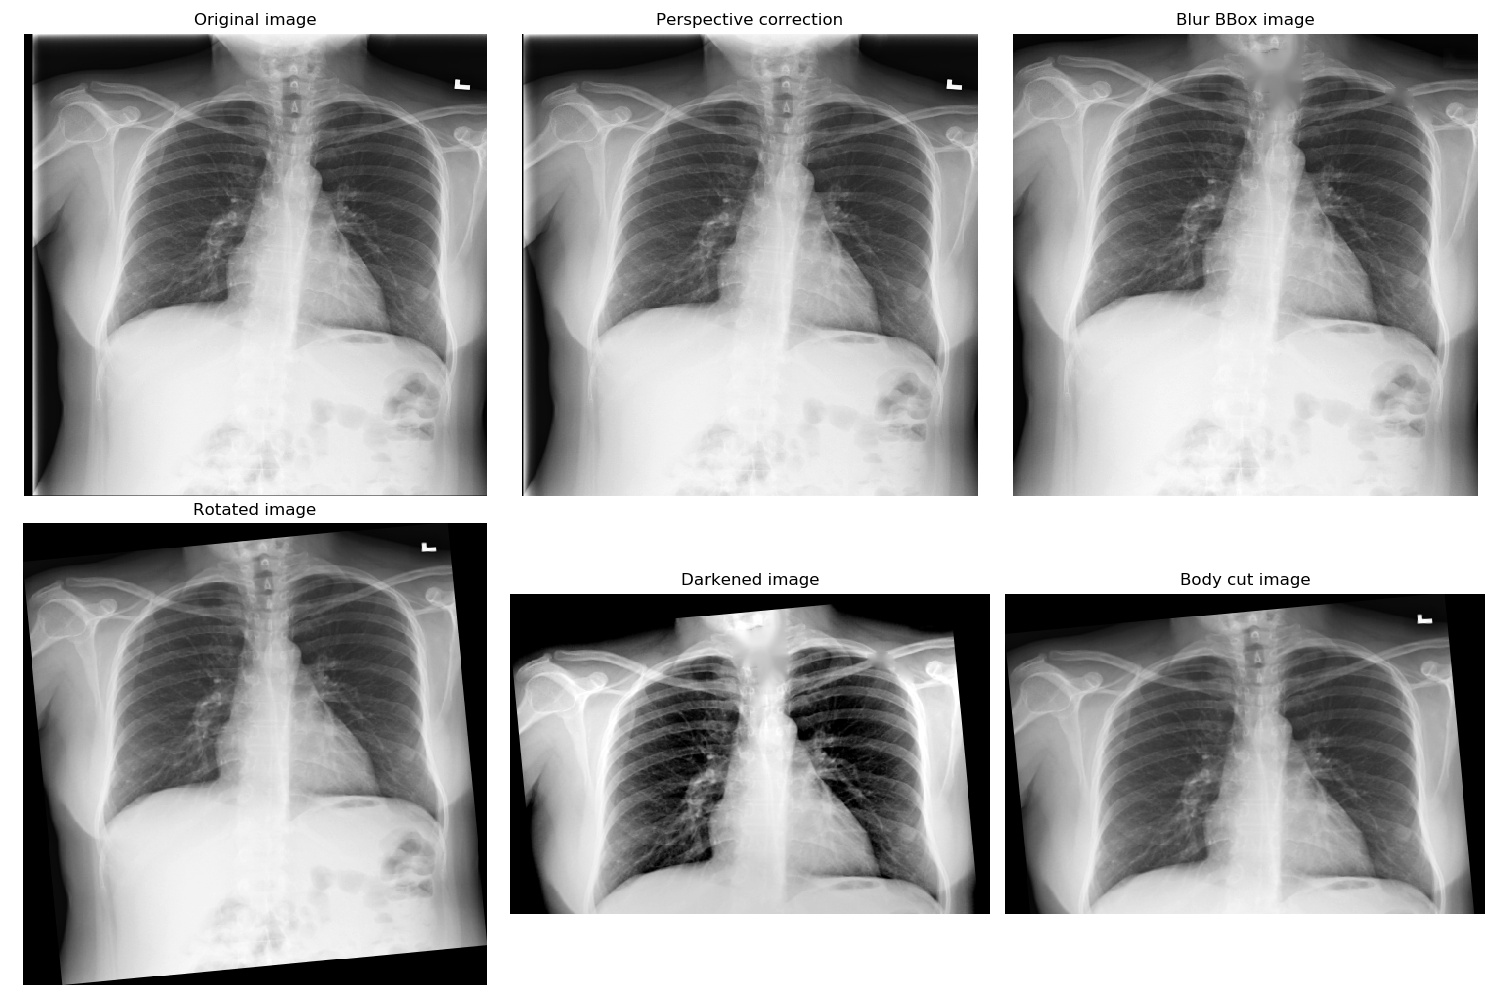 Original image
Perspective correction
Blur BBox image
Rotated image
Darkened image
Body cut image